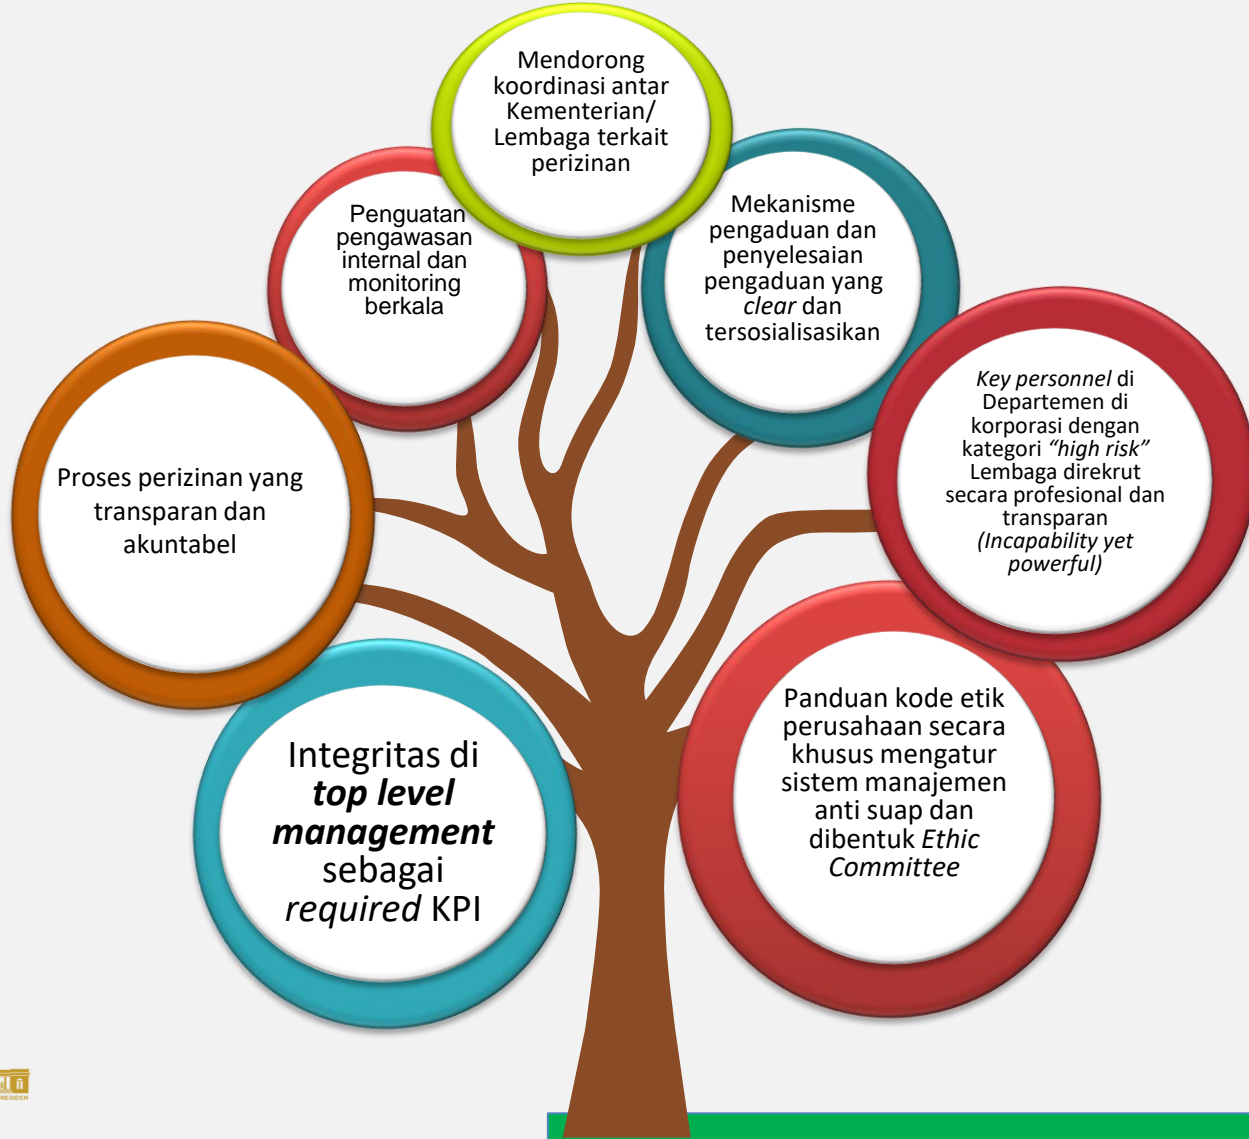 Mendorong
koordinasi antar
Kementerian/
Lembaga terkait
perizinan
Penguatan
pengawasan
internal dan
monitoring
berkala
Mekanisme
pengaduan dan
penyelesaian
pengaduan yang
clear dan
tersosialisasikan
Proses perizinan yang
transparan dan
akuntabel
Key personnel di
Departemen di
korporasi dengan
kategori “high risk”
Lembaga direkrut
secara profesional dan
transparan
(Incapability yet
powerful)
Integritas di
top level
management
sebagai
required KPI
Panduan kode etik
perusahaan secara
khusus mengatur
sistem manajemen
anti suap dan
dibentuk Ethic
Committee
RESIDEN